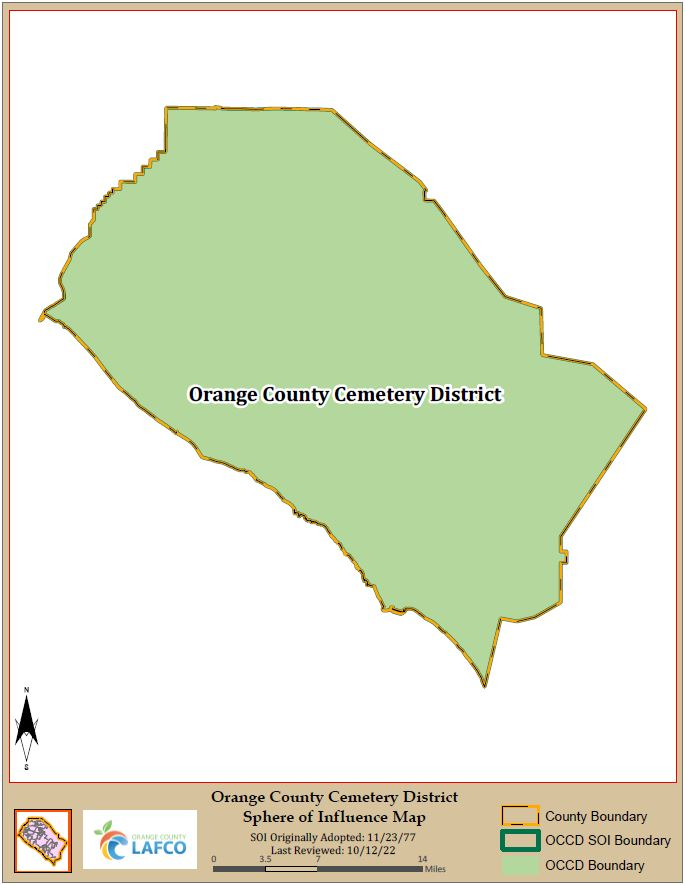 Orange County Cemetery District
N
S
Orange County Cemetery District
Sphere of Influence Map
SOI Originally Adopted: 11/23/77
Last Reviewed: 10/12/22
0 3.5 7 14
Miles
ORANGE COUNTY
LAFCO
County Boundary
OCCD SOI Boundary
OCCD Boundary